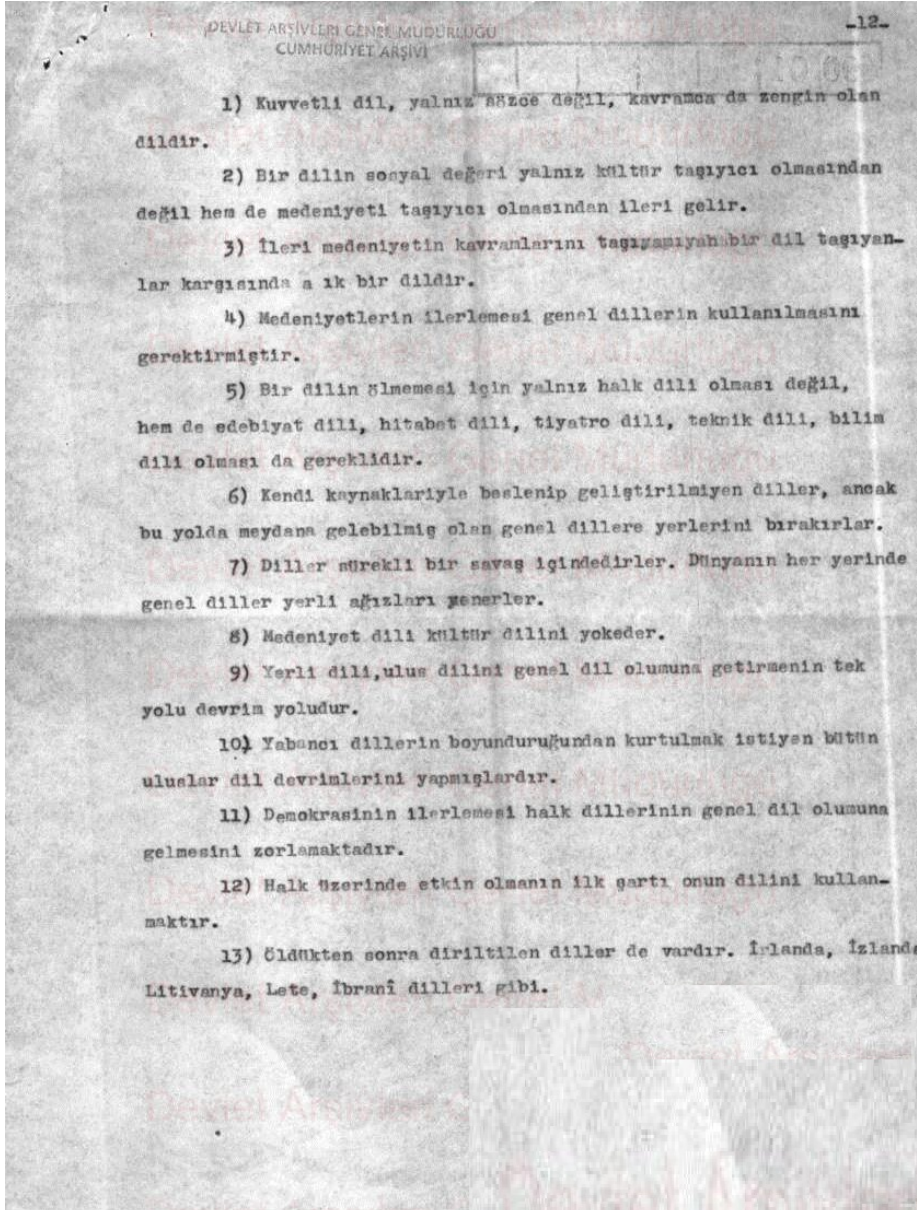 DEVLET ARŞİVLERİ GENEL MÜDÜRLÜĞÜ
CUMHURİYET ARŞİVİ
-12-
1) Kuvvetli dil, yalnız sözce değil, kavramca da zengin olan
dildir.
2) Bir dilin sosyal değeri yalnız kültür taşıyıcı olmasından
değil hem de medeniyeti taşıyıcı olmasından ileri gelir.
3) İleri medeniyetin kavramlarını bir dil taşıyan-
lar karşısında a ık bir dildir.
4) Medeniyetlerin ilerlemesi genel dillerin kullanılmasını
gerektirmiştir.
5) Bir dilin ölmemesi için yalnız halk dili olması değil,
hem de edebiyat dili, hitabet dili, tiyatro dili, teknik dili, bilim
dili olması da gereklidir.
6) Kendi kaynaklariyle beslenip geliştirilmiyen diller, ancak
bu yolda meydana gelebilmiş olan genel dillere yerlerini bırakırlar.
7) Diller sürekli bir savaş içindedirler. Dünyanın her yerinde
genel diller yerli ağızları yenerler.
8) Medeniyet dili kültür dilini yokeder.
9) Yerli dili,ulus dilini genel dil olumuna getirmenin tek
yolu devrim yoludur.
10) Yabancı dillerin boyunduruğundan kurtulmak istiyen bütün
uluslar dil devrimlerini yapmışlardır.
11) Demokrasinin ilerlemesi halk dillerinin genel dil olumuna
gelmesini zorlamaktadır.
12) Halk üzerinde etkin olmanın ilk şartı onun dilini kullan-
maktır.
13) Öldükten sonra diriltilen diller de vardır. İrlanda, İzlanda
Litivanya, Lete, İbranî dilleri gibi.